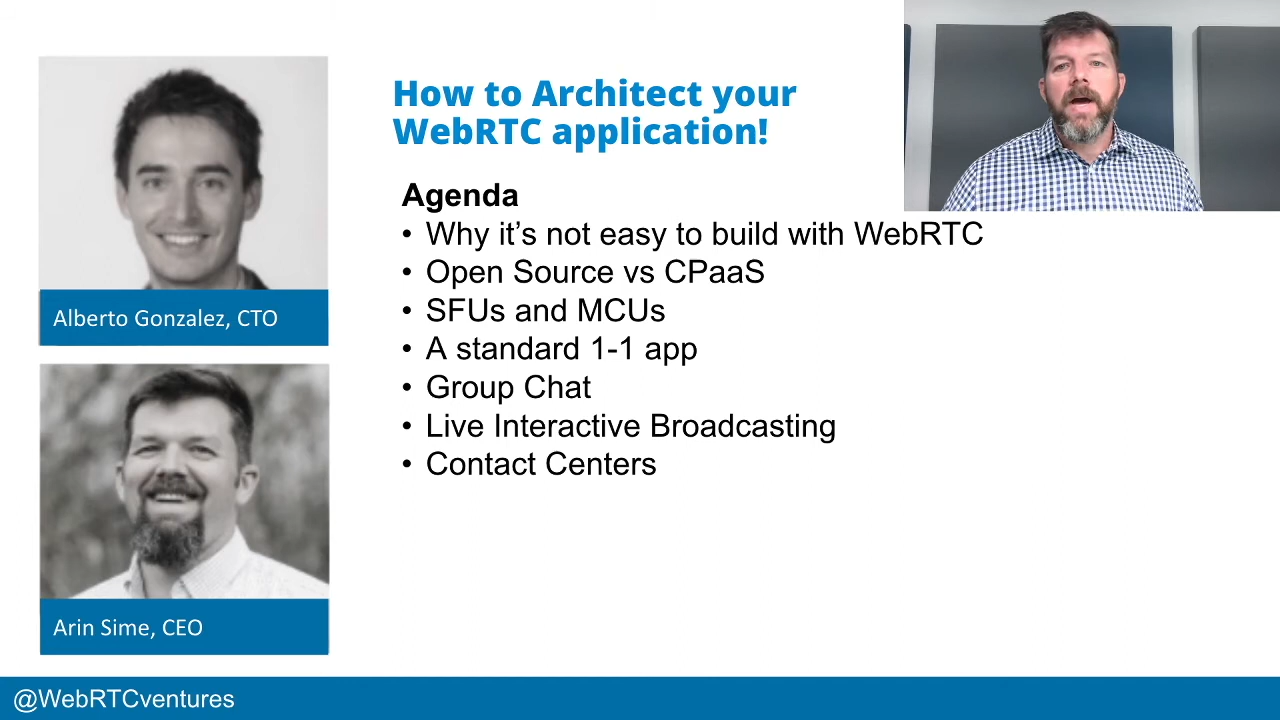 How to Architect your
WebRTC application!
Agenda
• Why it’s not easy to build with WebRTC
• Open Source vs CPaaS
• SFUs and MCUs
• A standard 1-1 app
• Group Chat
• Live Interactive Broadcasting
• Contact Centers
Alberto Gonzalez, CTO
Arin Sime, CEO
@WebRTCventures